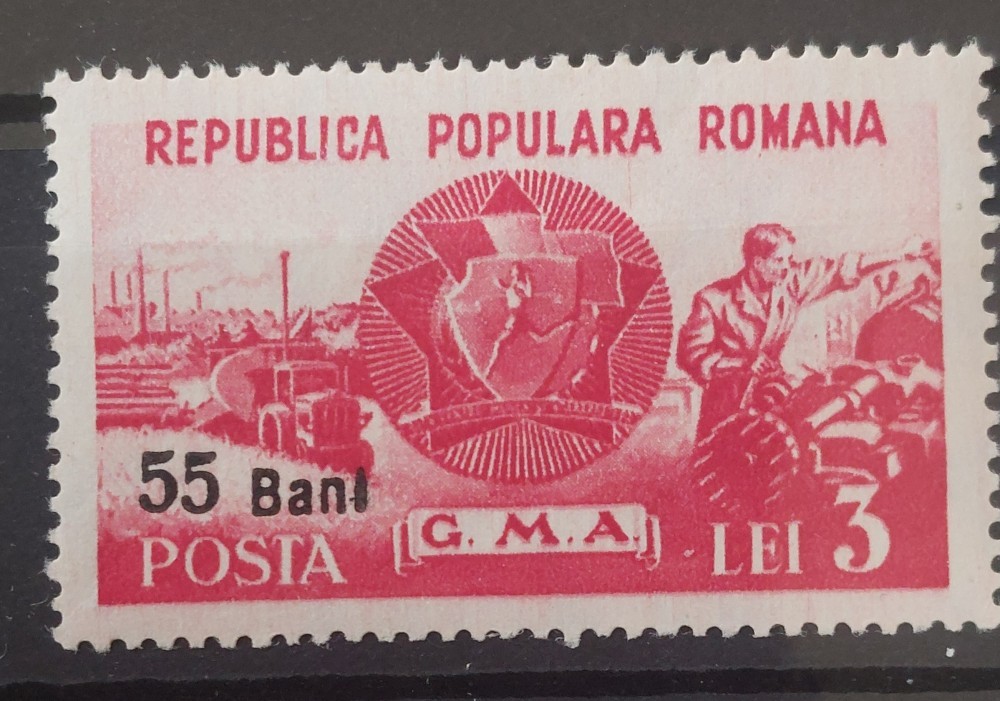 REPUBLICA POPULARA ROMANA
55 Bani
POSTA
G. M. A.
LEI 3